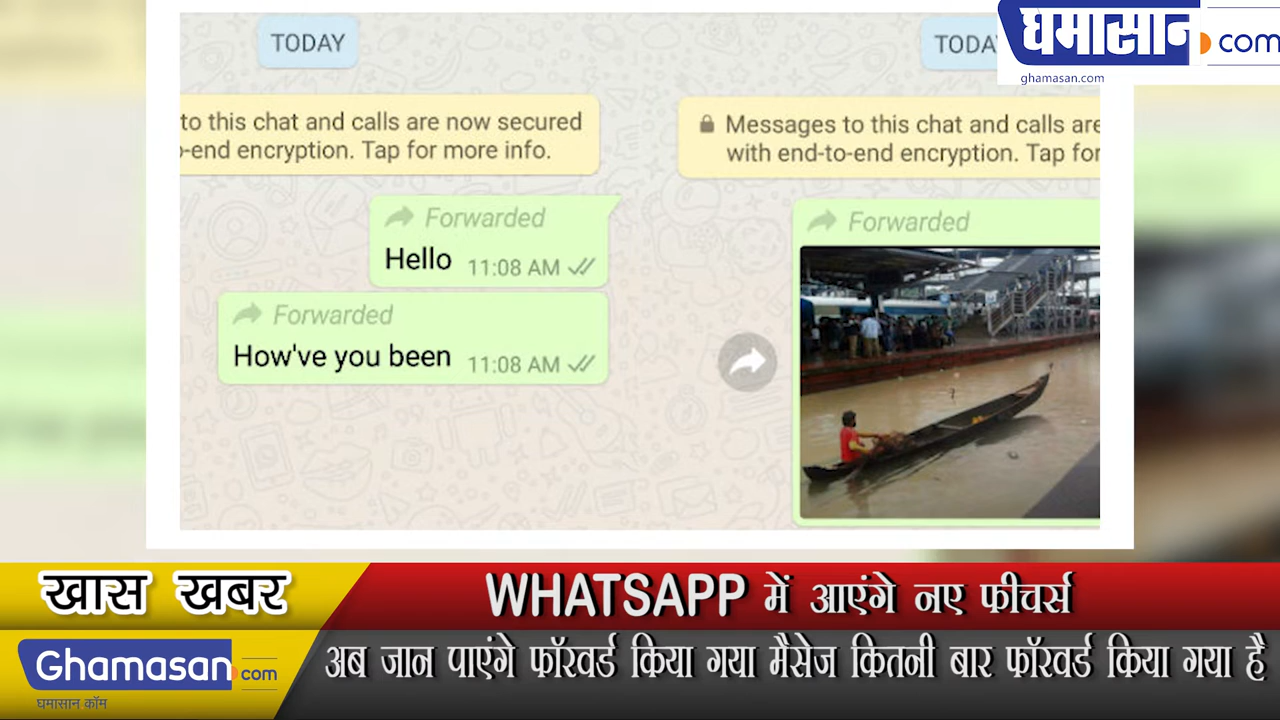 TODAY
to this chat and calls are now secured
-end encryption. Tap for more info.
Forwarded
Hello 11:08 AM
Forwarded
How've you been 11:08 AM
TODAY
घमासान.com
ghamasan.com
Messages to this chat and calls are
with end-to-end encryption. Tap for
Forwarded
खास खबर
Ghamasan.com
घमासान कॉम
WHATSAPP में आएंगे नए फीचर्स
अब जान पाएंगे फॉरवर्ड किया गया मैसेज कितनी बार फॉरवर्ड किया गया है